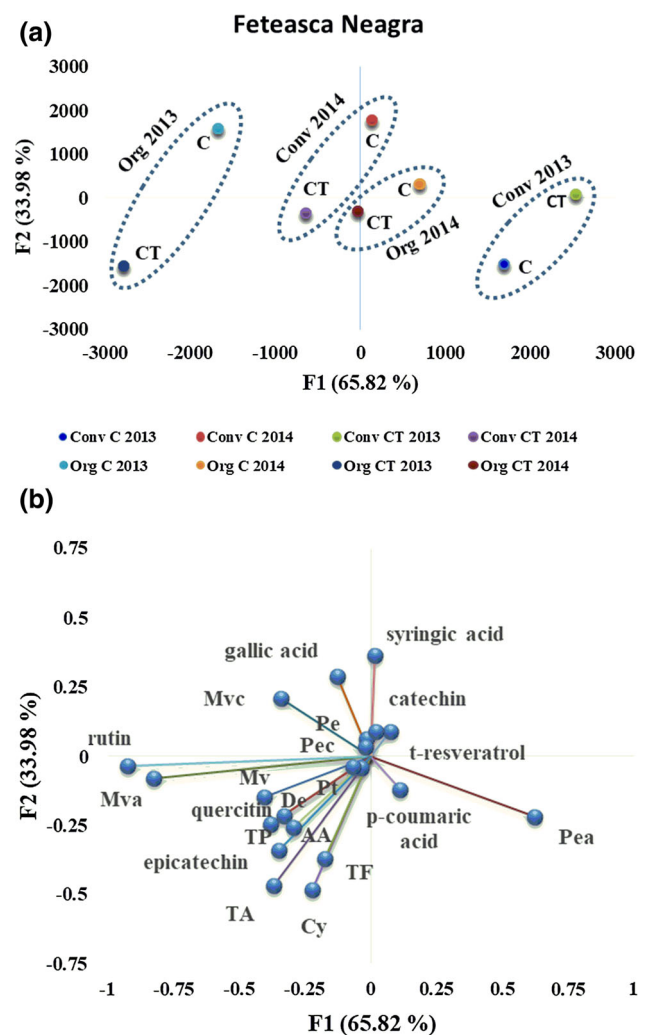 (a)
Feteasca Neagra
3000
2000
1000
0
-1000
-2000
-3000
F2 (33.98 %)
Org 2013
C
CT
Conv 2014
C
CT
C
CT
Org 2014
Conv 2013
CT
C
-3000 -2000 -1000 0 1000 2000 3000
F1 (65.82 %)
Conv C 2013 Conv C 2014 Conv CT 2013 Conv CT 2014
Org C 2013 Org C 2014 Org CT 2013 Org CT 2014
(b)
0.75
0.5
0.25
0
-0.25
-0.5
-0.75
F2 (33.98 %)
syringic acid
gallic acid
Mvc
catechin
Pe
Pec
rutin
t-resveratrol
Mva
Mv
quercitin
De
Pt
p-coumaric
acid
TP
AA
Pea
epicatechin
TF
TA
Cy
-1 -0.75 -0.5 -0.25 0 0.25 0.5 0.75 1
F1 (65.82 %)